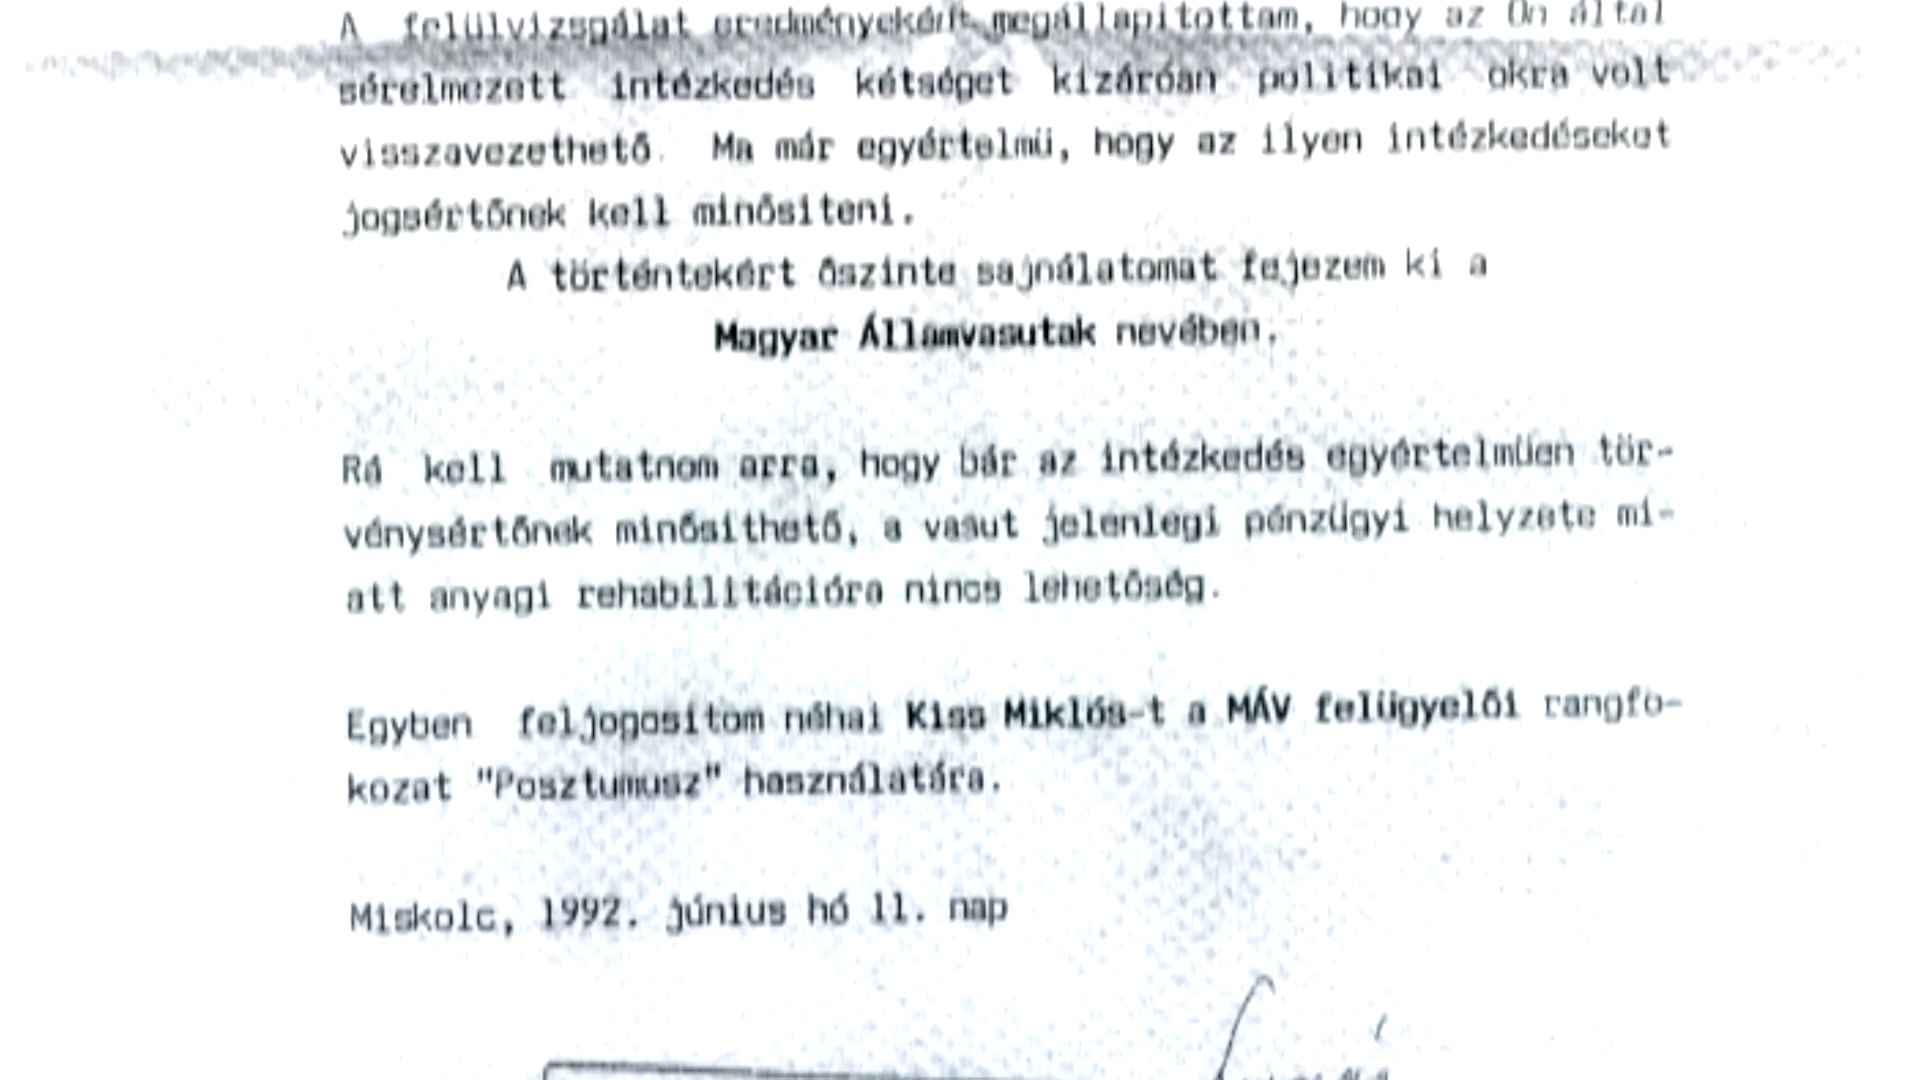 A felülvizsgálat eredményeként megállapitottam, hogy az Ön által
sérelmezett intézkedés kétséget kizáróan politikai okra volt
visszavezethető. Ma már egyértelmü, hogy az ilyen intézkedéseket
jogsértőnek kell minősiteni.
A történtekért őszinte sajnálatomat fejezem ki a
Magyar Államvasutak nevében.
Rá kell mutatnom arra, hogy bár az intézkedés egyértelmüen tör-
vénysértőnek minősithető, a vasut jelenlegi pénzügyi helyzete mi-
att anyagi rehabilitációra nincs lehetőség.
Egyben feljogositom néhai Kiss Miklós-t a MÁV felügyelői rangfo-
kozat "Posztumusz" használatára.
Miskolc, 1992. június hó 11. nap